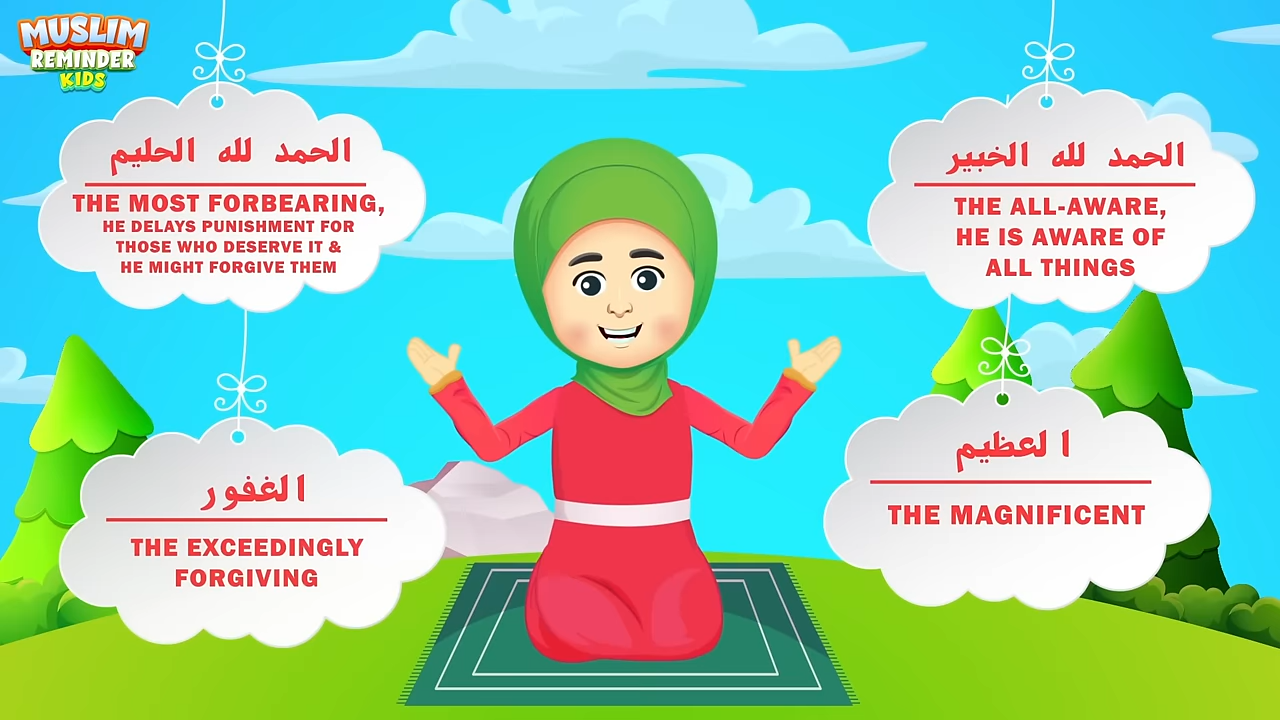 MUSLIM
REMINDER
KIDS
الحمد لله الحليم
THE MOST FORBEARING,
HE DELAYS PUNISHMENT FOR
THOSE WHO DESERVE IT &
HE MIGHT FORGIVE THEM
الحمد لله الخبير
THE ALL-AWARE,
HE IS AWARE OF
ALL THINGS
الغفور
THE EXCEEDINGLY
FORGIVING
العظيم
THE MAGNIFICENT